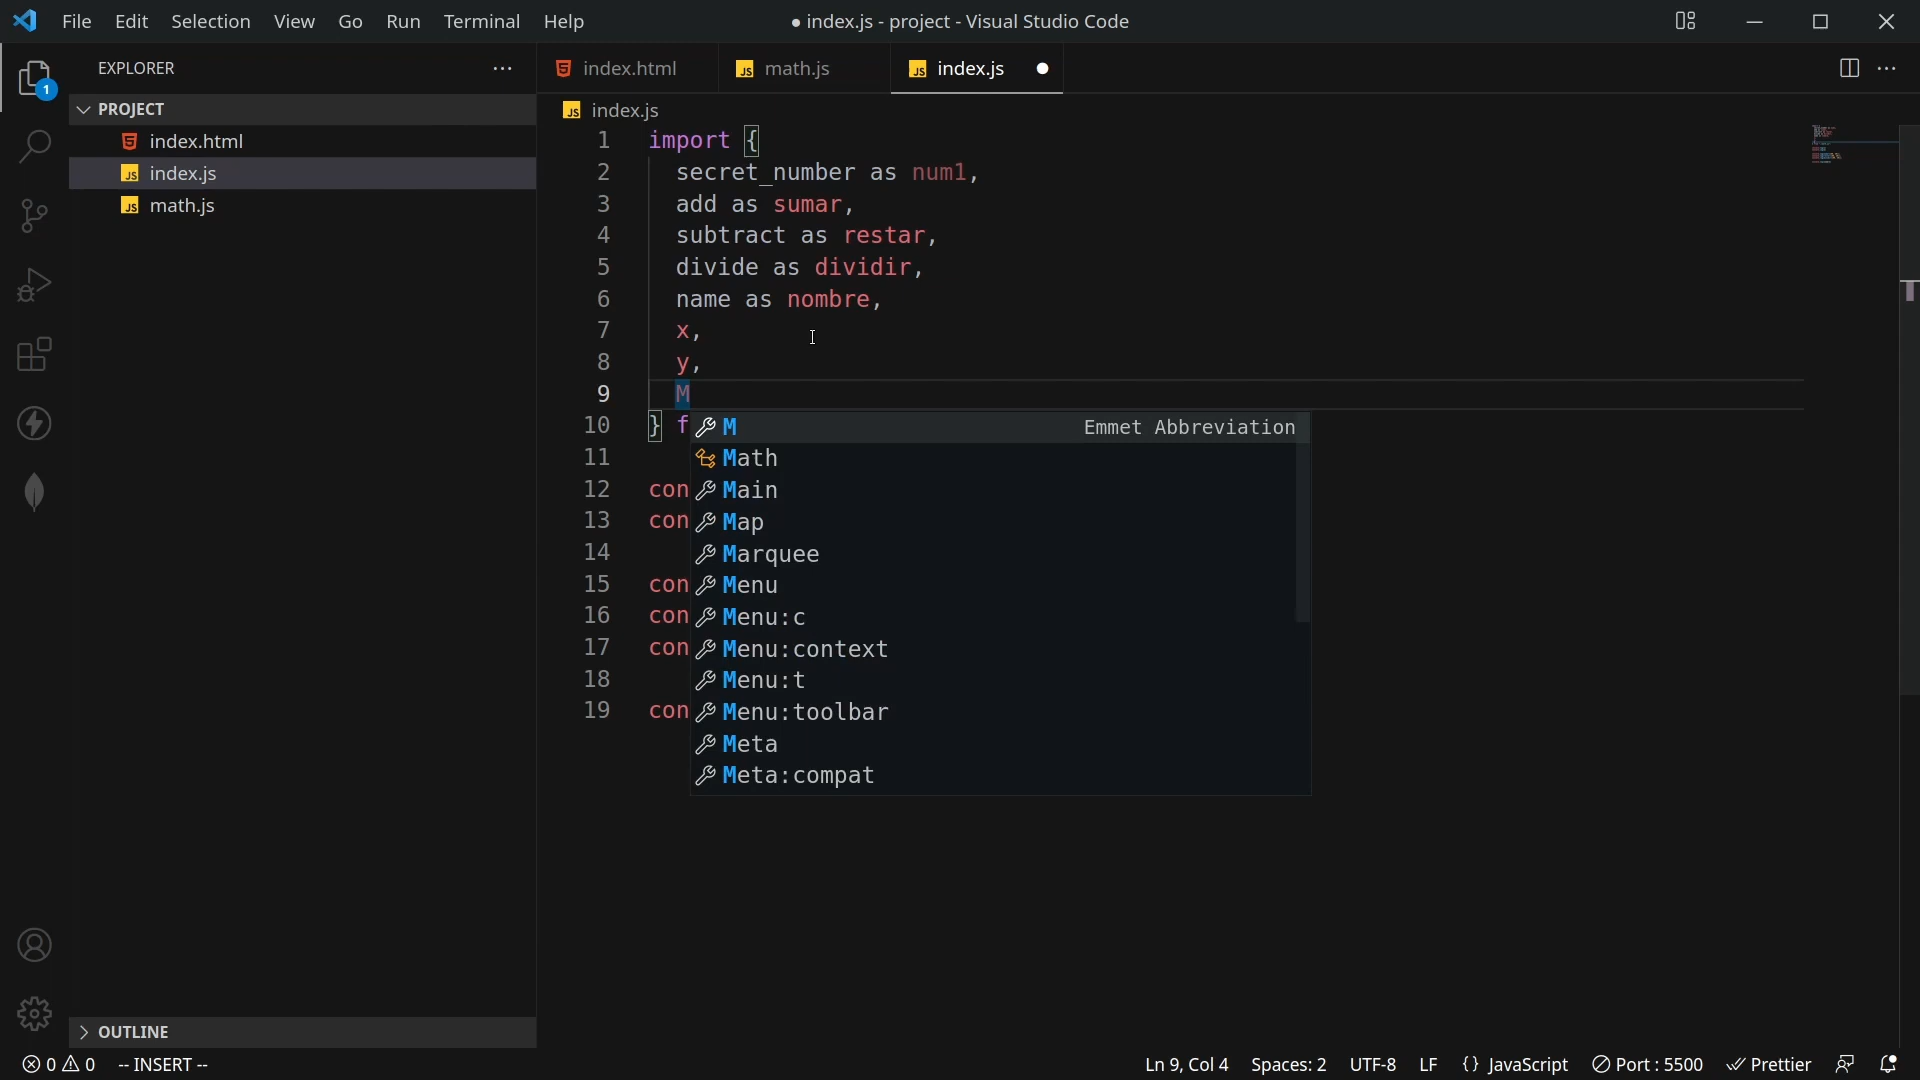 File Edit Selection View Go Run Terminal Help
● index.js - project - Visual Studio Code
1
EXPLORER
PROJECT
index.html
index.js
math.js
index.html
math.js
index.js
index.js
1 import {
2 secret_number as num1,
3 add as sumar,
4 subtract as restar,
5 divide as dividir,
6 name as nombre,
7 x,
8 y,
9 M
10 } f
11
12 con
13 con
14
15 con
16 con
17 con
18
19 con
M Emmet Abbreviation
Math
Main
Map
Marquee
Menu
Menu:c
Menu:context
Menu:t
Menu:toolbar
Meta
Meta:compat
OUTLINE
0 0 -- INSERT --
Ln 9, Col 4 Spaces: 2 UTF-8 LF {} JavaScript Port : 5500 Prettier